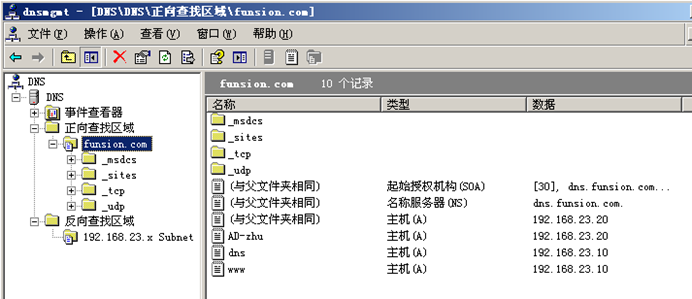 dnsmgmt - [DNS\DNS\正向查找区域\funsion.com]
文件(F) 操作(A) 查看(V) 窗口(W) 帮助(H)
DNS
DNS
事件查看器
正向查找区域
funsion.com
_msdcs
_sites
_tcp
_udp
反向查找区域
192.168.23.x Subnet
funsion.com 10 个记录
名称 类型 数据
_msdcs
_sites
_tcp
_udp
(与父文件夹相同) 起始授权机构(SOA) [30], dns.funsion.com...
(与父文件夹相同) 名称服务器(NS) dns.funsion.com.
(与父文件夹相同) 主机(A) 192.168.23.20
AD-zhu 主机(A) 192.168.23.20
dns 主机(A) 192.168.23.10
www 主机(A) 192.168.23.10